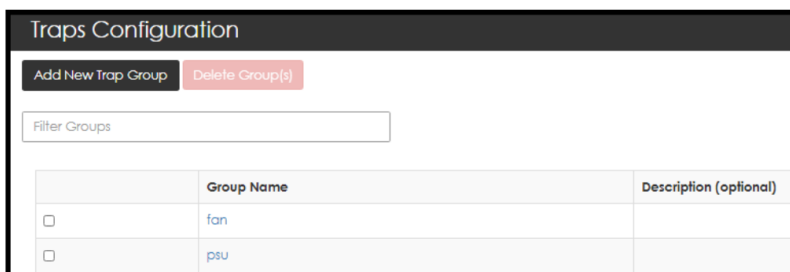 Traps Configuration
Add New Trap Group Delete Group(s)
Filter Groups
Group Name Description (optional)
fan
psu